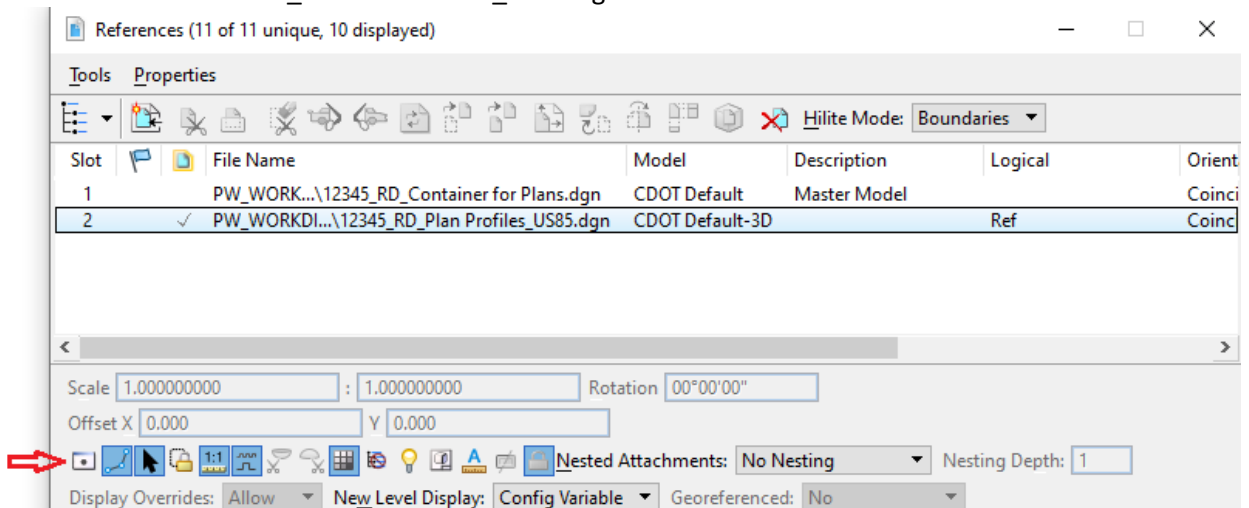 References (11 of 11 unique, 10 displayed)
Tools Properties
Hilite Mode: Boundaries
Slot File Name Model Description Logical Orient
1 PW_WORK...\12345_RD_Container for Plans.dgn CDOT Default Master Model Coinci
2 PW_WORKDI...\12345_RD_Plan Profiles_US85.dgn CDOT Default-3D Ref Coinc
Scale 1.000000000 : 1.000000000 Rotation 00°00'00"
Offset X 0.000 Y 0.000
1:1 A Nested Attachments: No Nesting Nesting Depth: 1
Display Overrides: Allow New Level Display: Config Variable Georeferenced: No